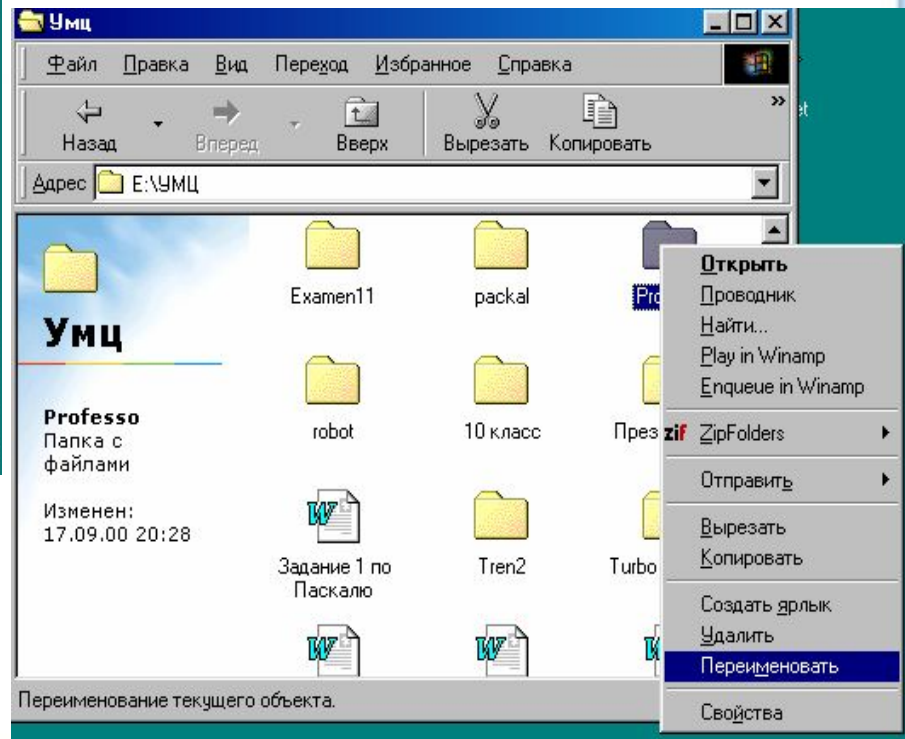 Умц
Файл Правка Вид Переход Избранное Справка
Назад Вперед Вверх Вырезать Копировать »
Адрес E:\УМЦ
Умц
Professo
Папка с
файлами
Изменен:
17.09.00 20:28
Examen11 packal
robot 10 класс
Задание 1 по
Паскалю
Tren2 Turbo
Открыть
Проводник
Найти...
Play in Winamp
Enqueue in Winamp
zif ZipFolders
Отправить
Вырезать
Копировать
Создать ярлык
Удалить
Переименовать
Свойства
Переименование текущего объекта.